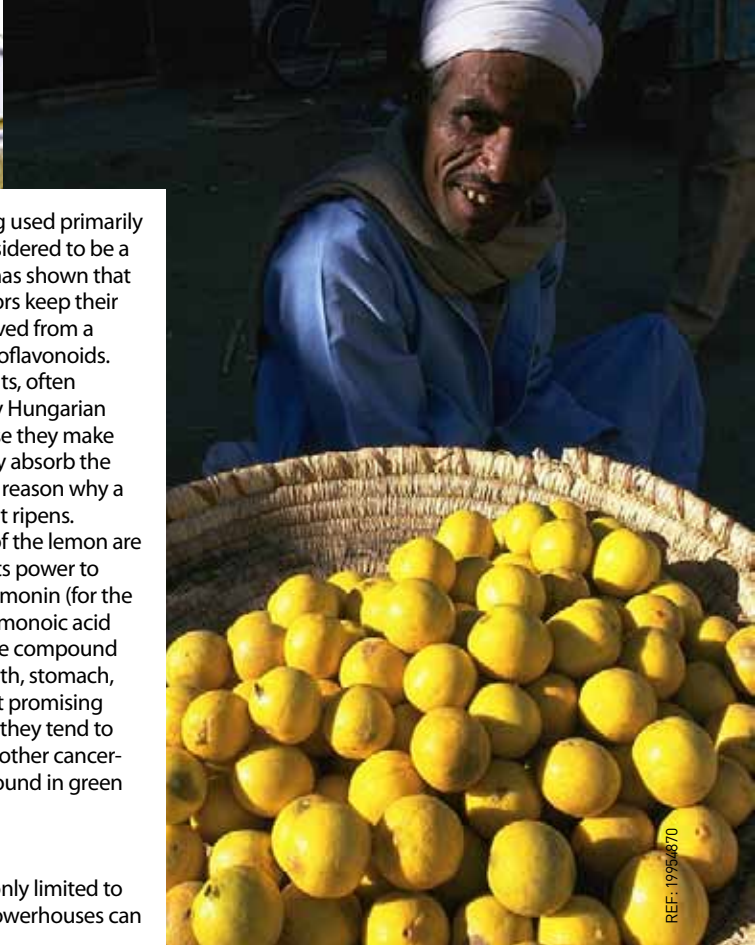 g used primarily
sidered to be a
has shown that
ors keep their
ved from a
oflavonoids.
ts, often
y Hungarian
se they make
y absorb the
reason why a
t ripens.
of the lemon are
ts power to
monin (for the
monoic acid
e compound
th, stomach,
t promising
they tend to
other cancer-
ound in green
only limited to
owerhouses can
REF: 19954870